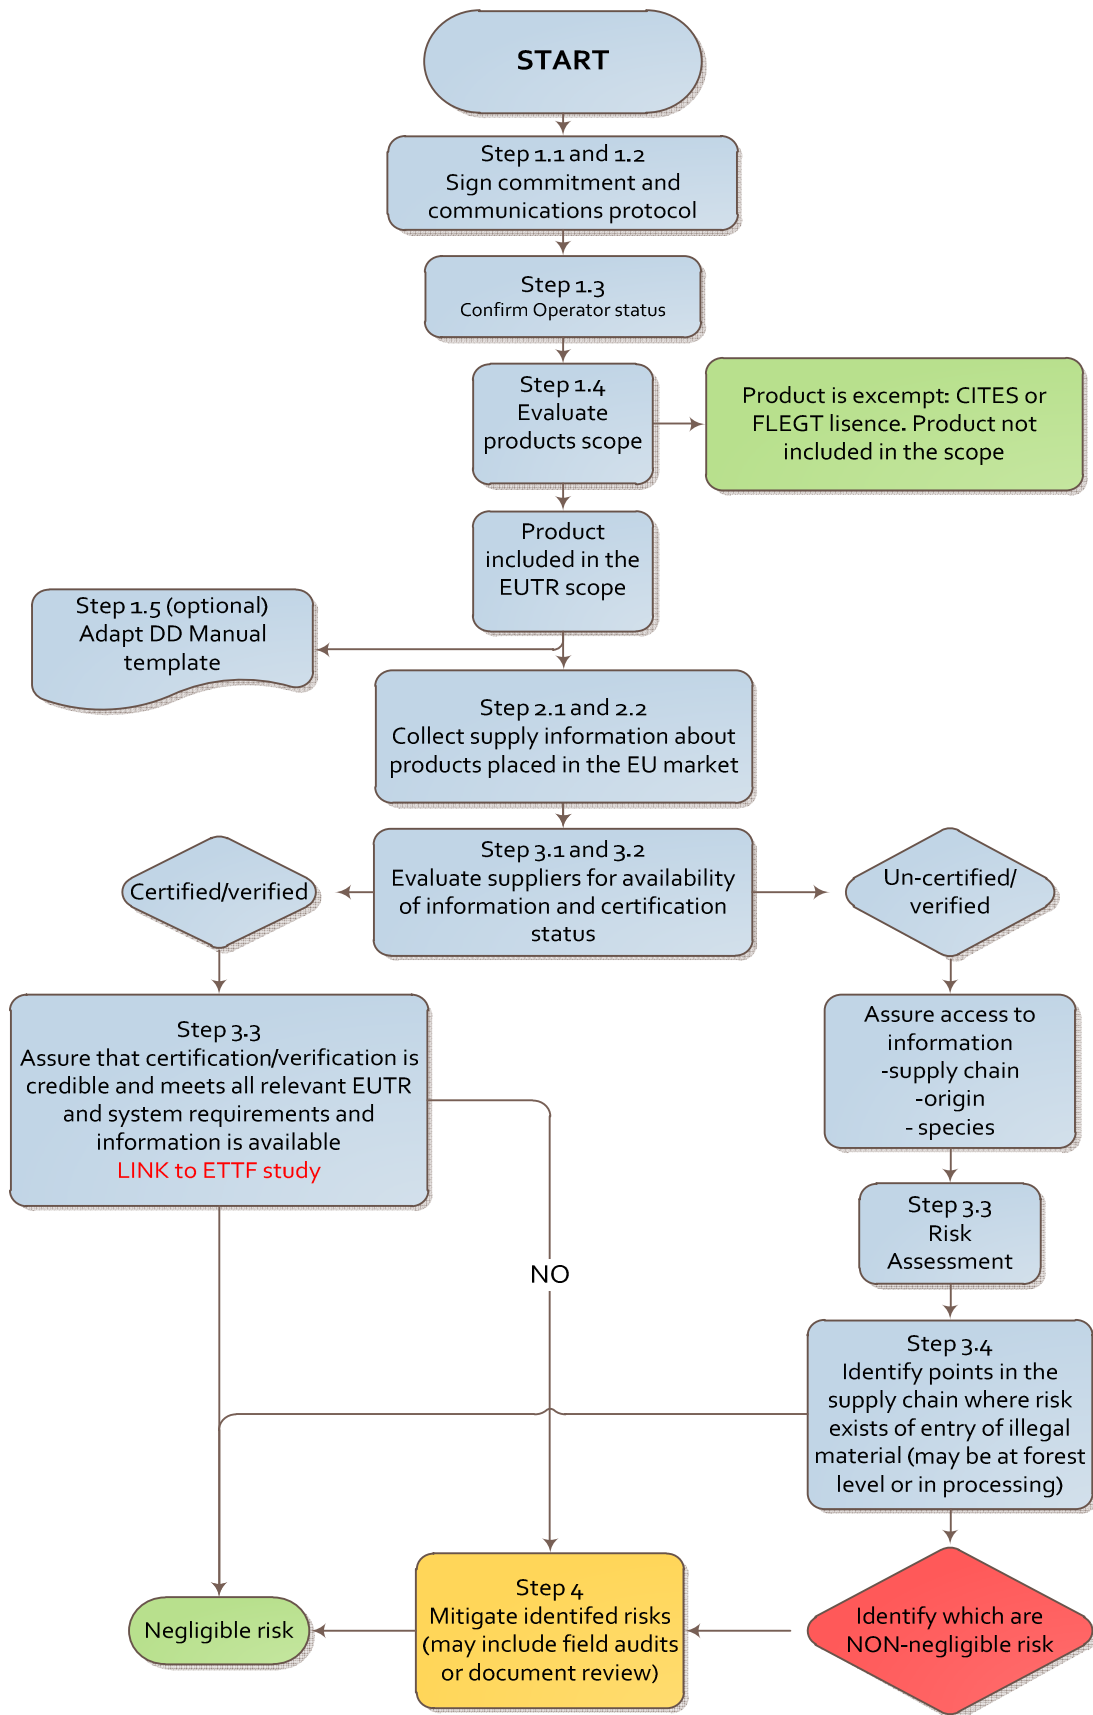 START
Step 1.1 and 1.2
Sign commitment and
communications protocol
Step 1.3
Confirm Operator status
Step 1.4
Evaluate
products scope
Product is excempt: CITES or
FLEGT lisence. Product not
included in the scope
Product
included in the
EUTR scope
Step 1.5 (optional)
Adapt DD Manual
template
Step 2.1 and 2.2
Collect supply information about
products placed in the EU market
Step 3.1 and 3.2
Evaluate suppliers for availability
of information and certification
status
Certified/verified
Un-certified/
verified
Step 3.3
Assure that certification/verification is
credible and meets all relevant EUTR
and system requirements and
information is available
LINK to ETTF study
Assure access to
information
-supply chain
-origin
- species
Step 3.3
Risk
Assessment
NO
Step 3.4
Identify points in the
supply chain where risk
exists of entry of illegal
material (may be at forest
level or in processing)
Negligible risk
Step 4
Mitigate identifed risks
(may include field audits
or document review)
Identify which are
NON-negligible risk